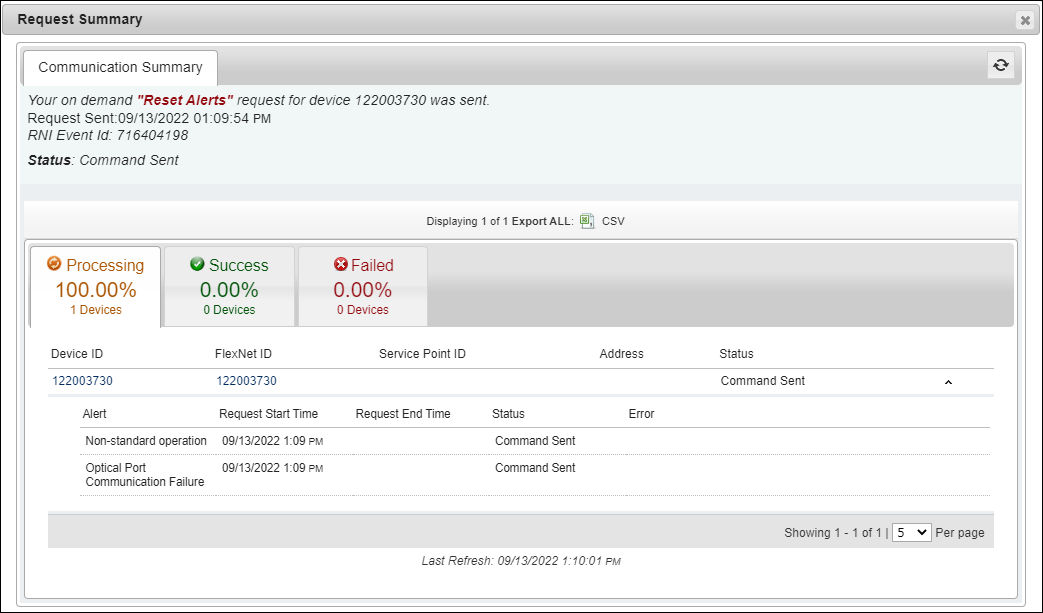 Request Summary
Communication Summary
Your on demand "Reset Alerts" request for device 122003730 was sent.
Request Sent:09/13/2022 01:09:54 PM
RNI Event Id: 716404198
Status: Command Sent
Displaying 1 of 1 Export ALL: CSV
Processing Success Failed
100.00% 0.00% 0.00%
1 Devices 0 Devices 0 Devices
Device ID FlexNet ID Service Point ID Address Status
122003730 122003730 Command Sent
Alert Request Start Time Request End Time Status Error
Non-standard operation 09/13/2022 1:09 PM Command Sent
Optical Port 09/13/2022 1:09 PM Command Sent
Communication Failure
Showing 1 - 1 of 1 | 5 Per page
Last Refresh: 09/13/2022 1:10:01 PM